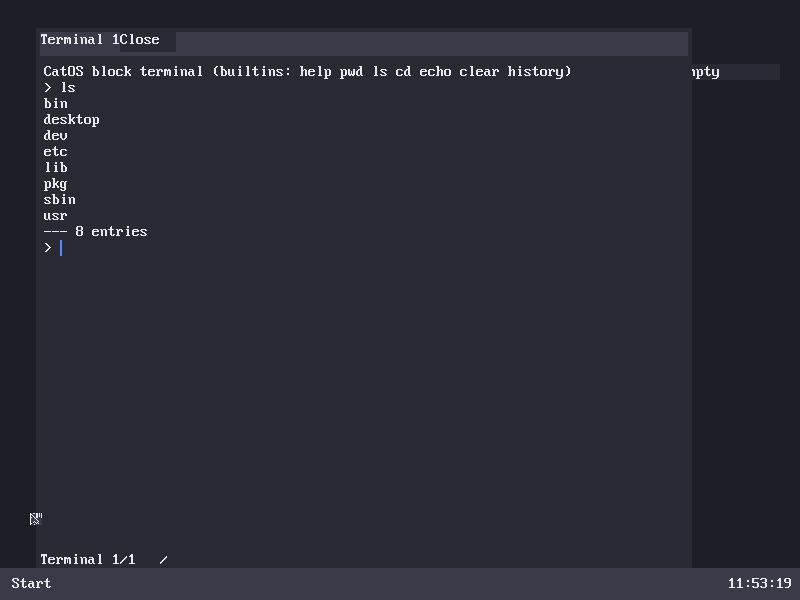 Terminal 1Close
CatOS block terminal (builtins: help pwd ls cd echo clear history)
> ls
bin
desktop
dev
etc
lib
pkg
sbin
usr
--- 8 entries
>
Terminal 1/1 /
Start
11:53:19